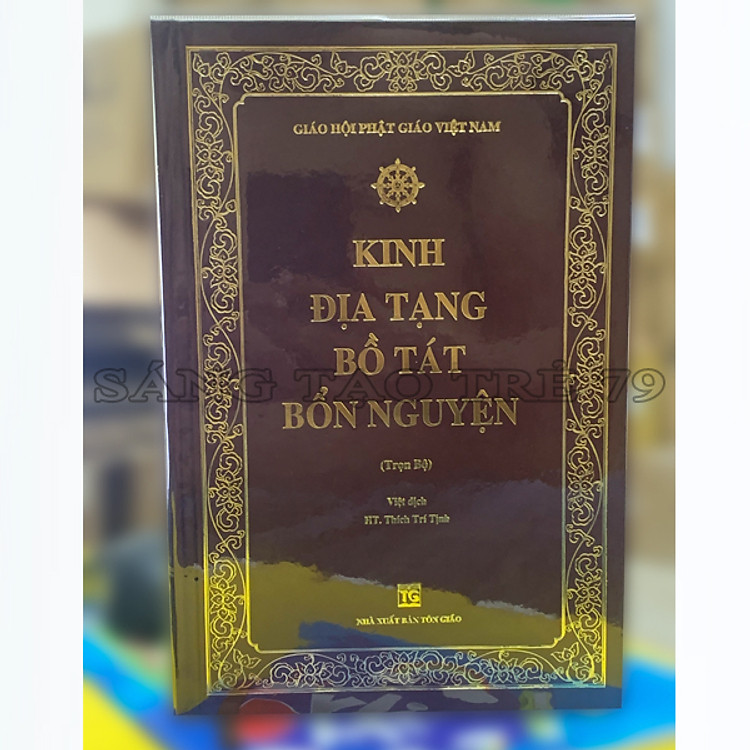 GIÁO HỘI PHẬT GIÁO VIỆT NAM
KINH
ĐỊA TẠNG
BỒ TÁT
SÁNG TẠO TRẺ 79
BỔN NGUYỆN
(Trọn Bộ)
Việt dịch
HT. Thích Trí Tịnh
TG
NHÀ XUẤT BẢN TÔN GIÁO